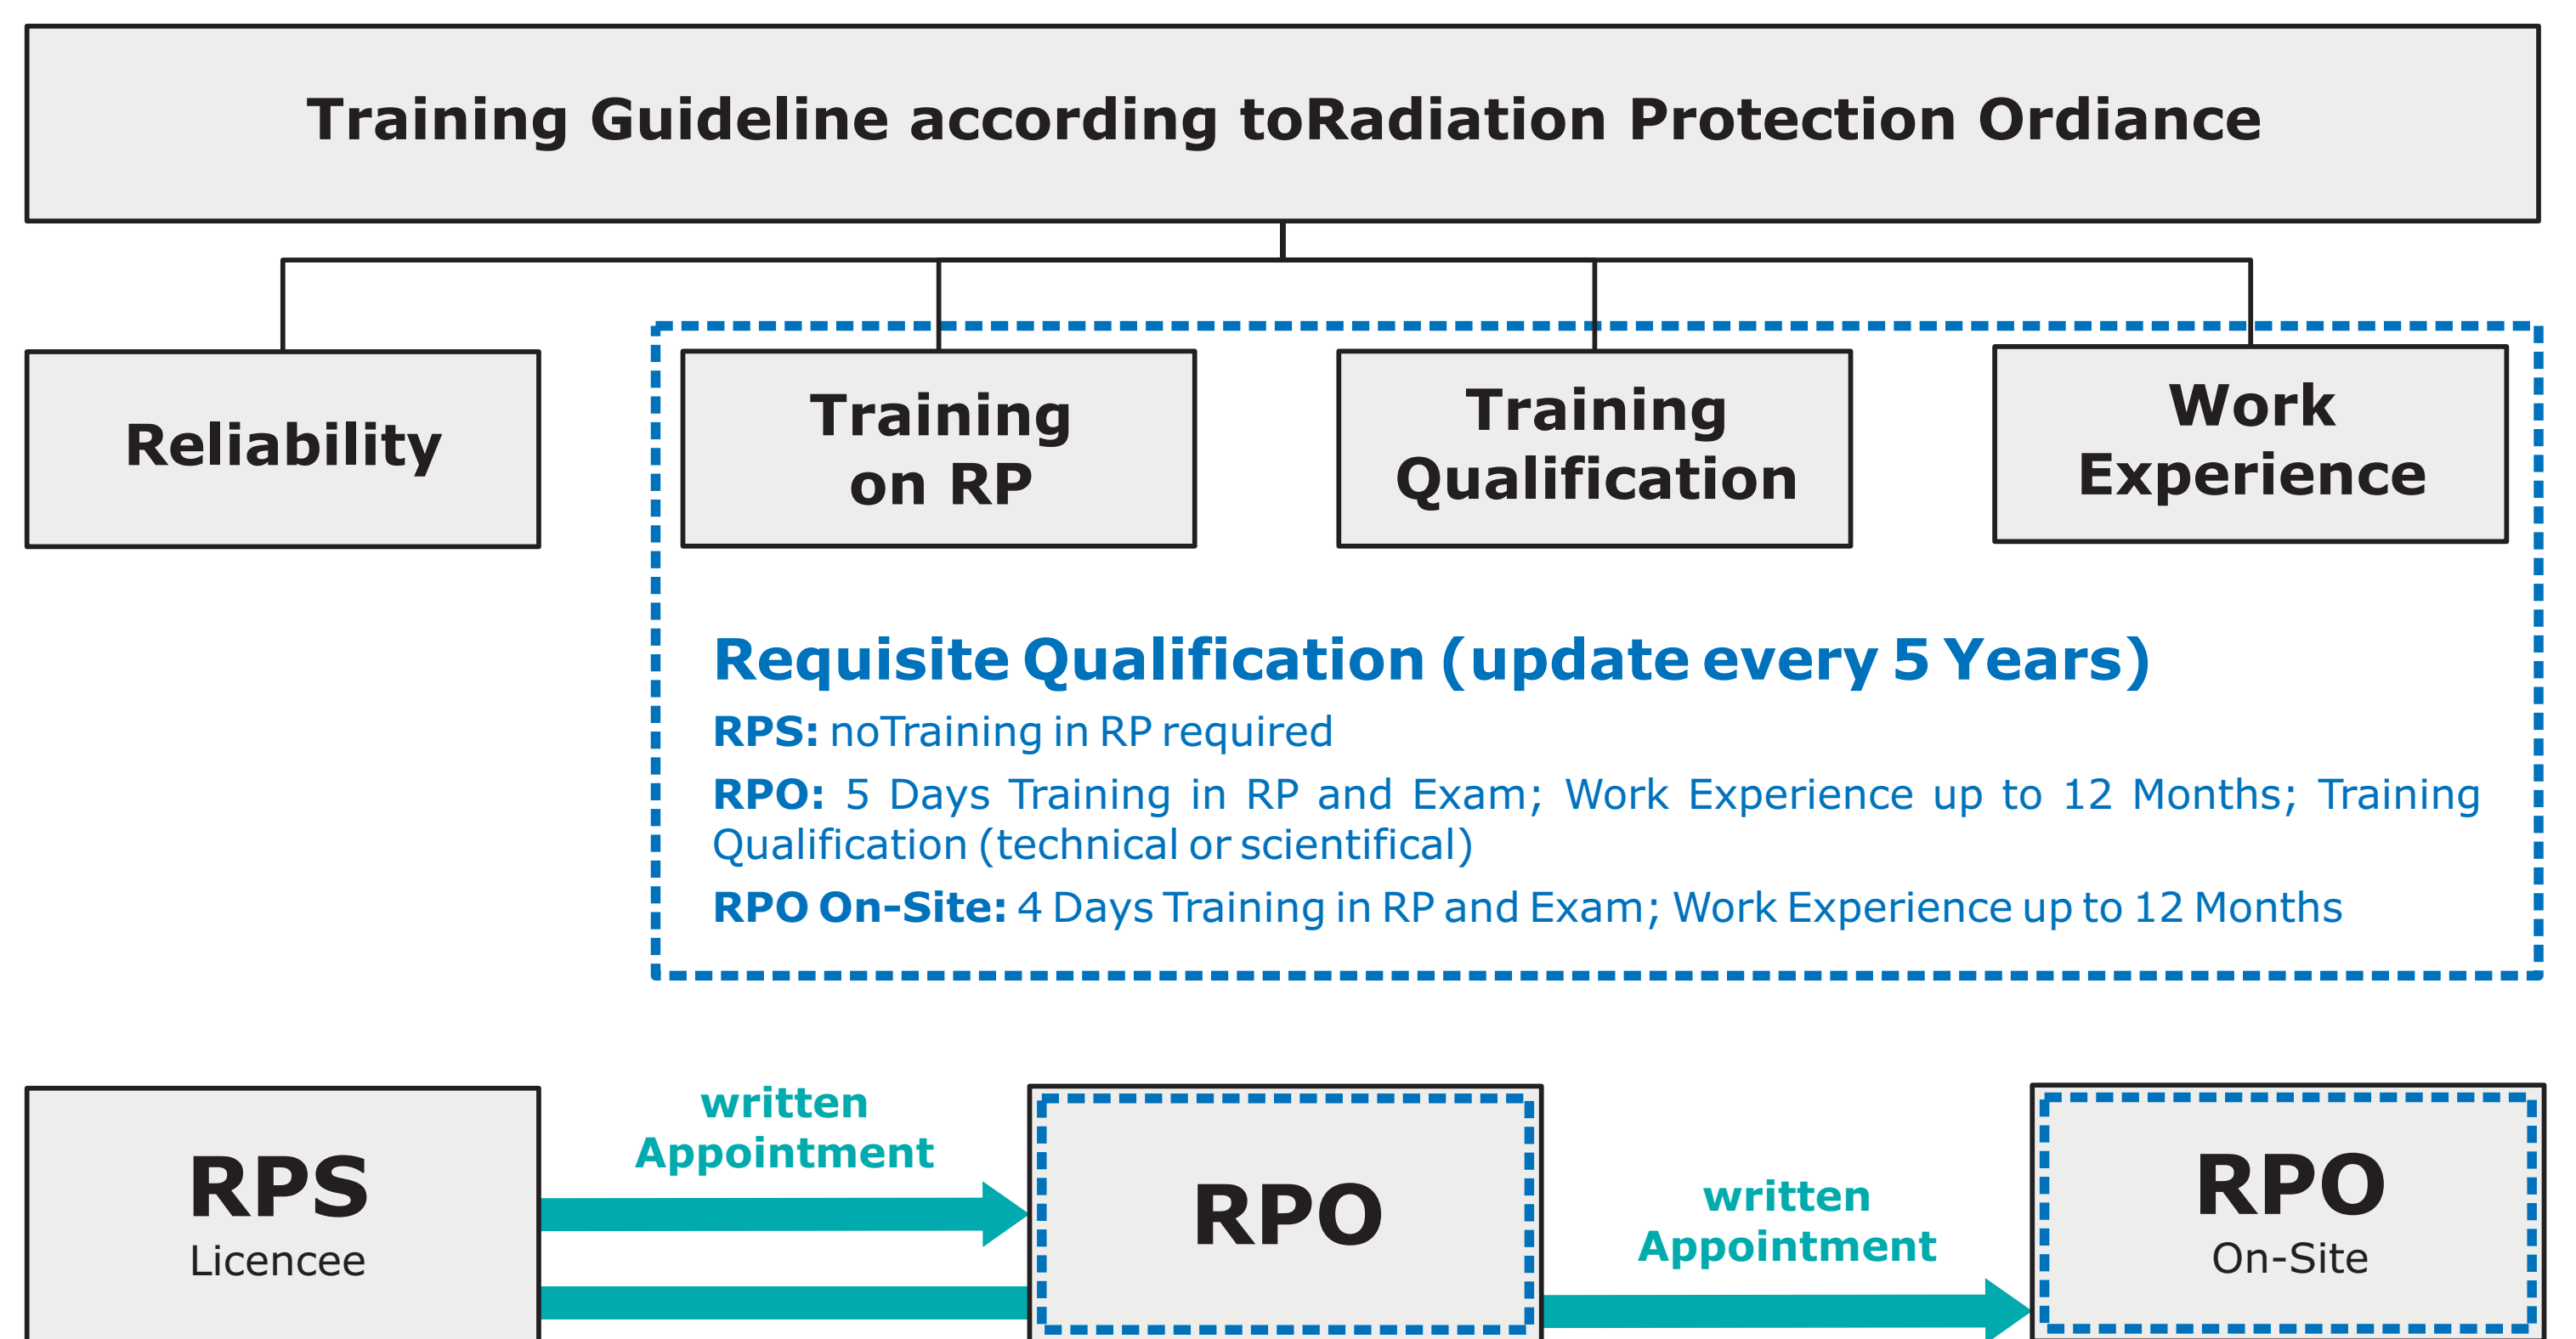 Training Guideline according toRadiation Protection Ordiance
Reliability
Training
on RP
Training
Qualification
Work
Experience
Requisite Qualification (update every 5 Years)
RPS: noTraining in RP required
RPO: 5 Days Training in RP and Exam; Work Experience up to 12 Months; Training
Qualification (technical or scientifical)
RPO On-Site: 4 Days Training in RP and Exam; Work Experience up to 12 Months
RPS
Licencee
written
Appointment
RPO
written
Appointment
RPO
On-Site